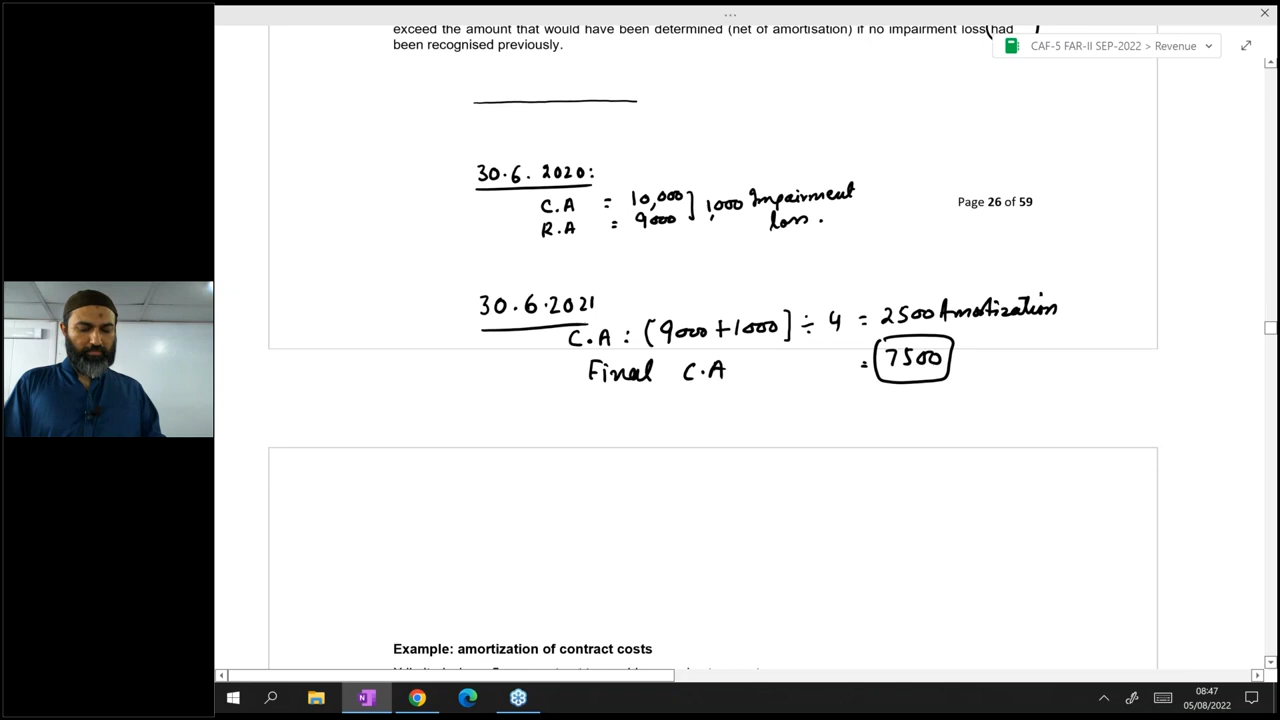 exceed the amount that would have been determined (net of amortisation) if no impairment loss had
been recognised previously.
CAF-5 FAR-II SEP-2022 > Revenue
30.6.2020:
C.A = 10,000 ] 1,000 Impairment
R.A = 9000 loss.
Page 26 of 59
30.6.2021
C.A : (9000+1000] ÷ 4 = 2500 Amotization
Final C.A = 7500
Example: amortization of contract costs
08:47
05/08/2022